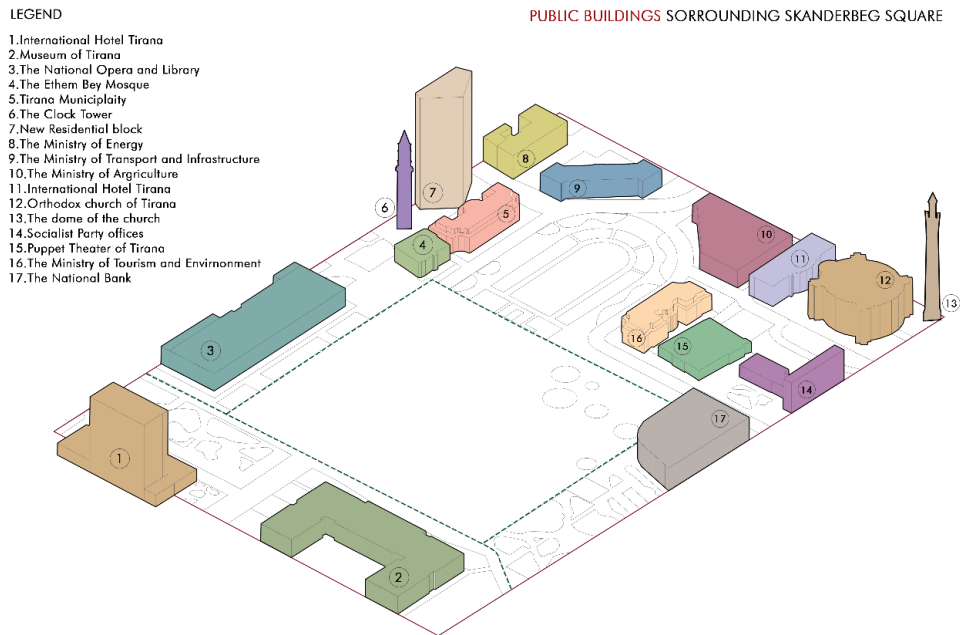 LEGEND
PUBLIC BUILDINGS SORROUNDING SKANDERBEG SQUARE
1.International Hotel Tirana
2.Museum of Tirana
3.The National Opera and Library
4.The Ethem Bey Mosque
5.Tirana Municiplaity
6.The Clock Tower
7.New Residential block
8.The Ministry of Energy
9.The Ministry of Transport and Infrastructure
10.The Ministry of Argriculture
11.International Hotel Tirana
12.Orthodox church of Tirana
13.The dome of the church
14.Socialist Party offices
15.Puppet Theater of Tirana
16.The Ministry of Tourism and Envirnonment
17.The National Bank
8
9
7
6
5
4
10
11
12
13
16
15
3
14
17
1
2